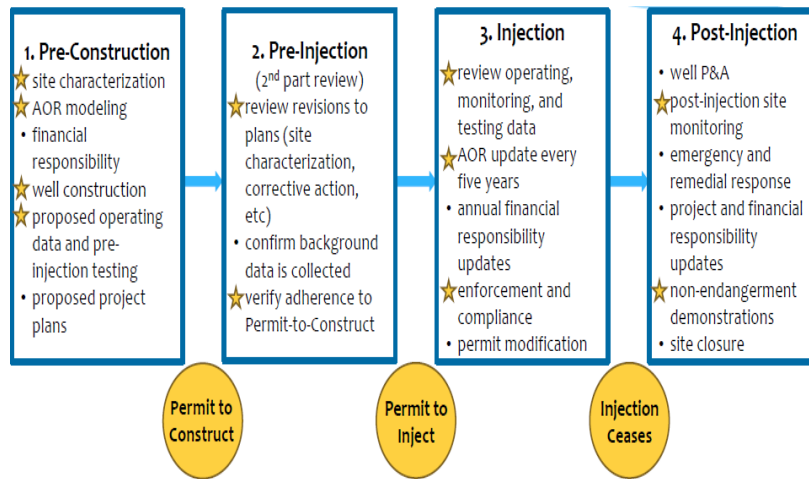 1. Pre-Construction
site characterization
AOR modeling
• financial
responsibility
well construction
proposed operating
data and pre-
injection testing
• proposed project
plans
2. Pre-Injection
(2nd part review)
review revisions to
plans (site
characterization,
corrective action,
etc)
• confirm background
data is collected
verify adherence to
Permit-to-Construct
3. Injection
review operating,
monitoring, and
testing data
AOR update every
five years
• annual financial
responsibility
updates
enforcement and
compliance
• permit modification
4. Post-Injection
• well P&A
post-injection site
monitoring
• emergency and
remedial response
• project and financial
responsibility
updates
non-endangerment
demonstrations
• site closure
Permit to
Construct
Permit to
Inject
Injection
Ceases